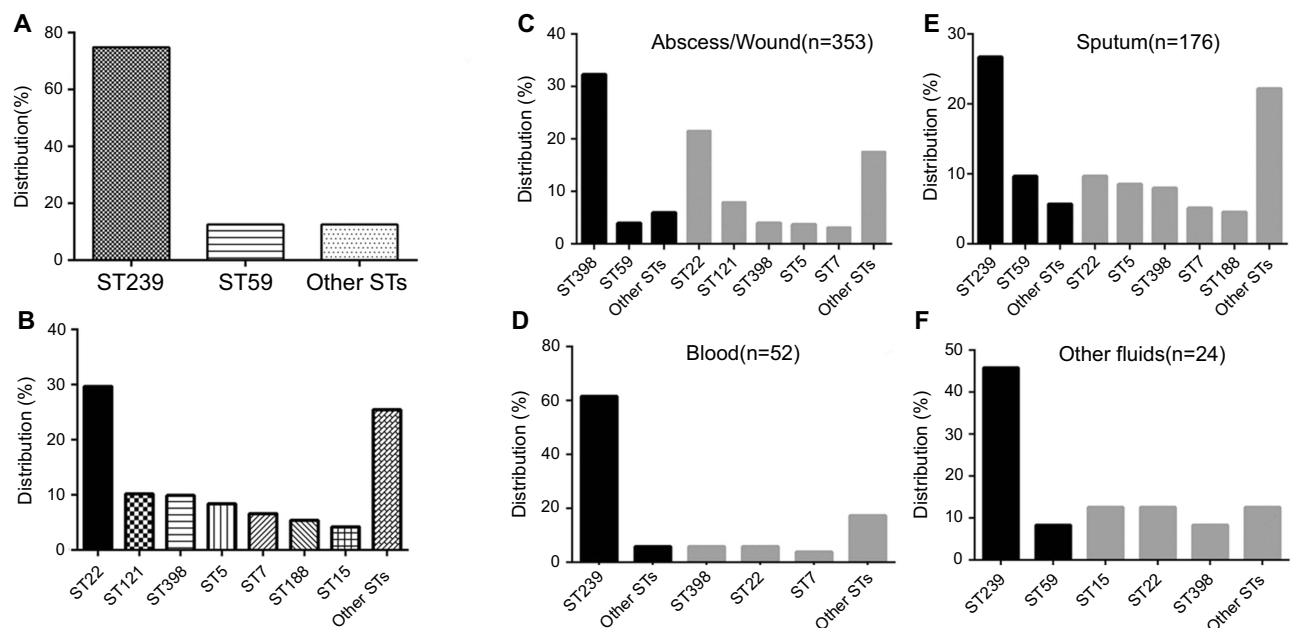 A
Distribution(%)
80
60
40
20
0
ST239 ST59 Other STs
B
Distribution (%)
40
30
20
10
0
ST22 ST121 ST398 ST5 ST7 ST188 ST15 Other STs
C
Abscess/Wound(n=353)
Distribution (%)
40
30
20
10
0
ST398 ST59 Other STs ST22 ST121 ST398 ST5 ST7 Other STs
D
Blood(n=52)
Distribution (%)
80
60
40
20
0
ST239 Other STs ST398 ST22 ST7 Other STs
E
Sputum(n=176)
Distribution (%)
30
20
10
0
ST239 ST59 Other STs ST22 ST5 ST398 ST7 ST188 Other STs
F
Other fluids(n=24)
Distribution (%)
50
40
50
20
10
0
ST239 ST59 ST15 ST22 ST398 Other STs